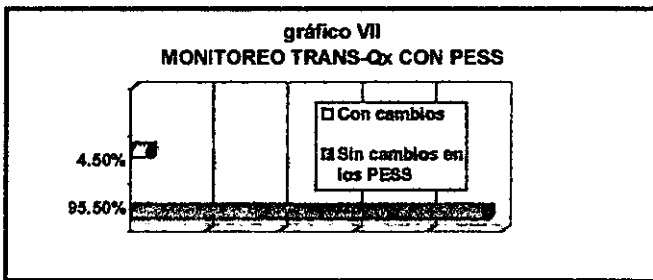 gráfico VII
MONITOREO TRANS-Qx CON PESS
Con cambios
Sin cambios en
los PESS
4.50%
95.50%